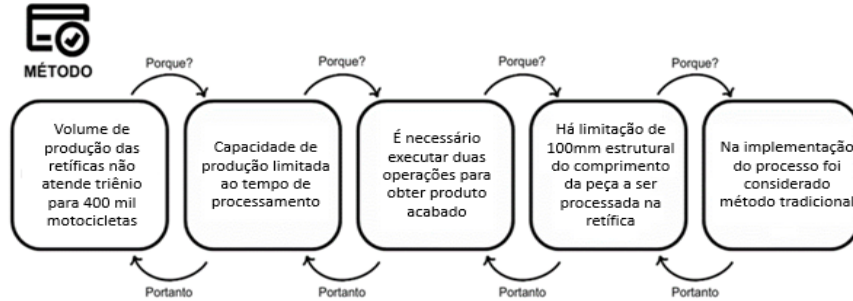 MÉTODO
Porque?
Porque?
Porque?
Porque?
Volume de
produção das
retíficas não
atende triênio
para 400 mil
motocicletas
Capacidade de
produção limitada
ao tempo de
processamento
É necessário
executar duas
operações para
obter produto
acabado
Há limitação de
100mm estrutural
do comprimento
da peça a ser
processada na
retífica
Na implementação
do processo foi
considerado
método tradicional
Portanto
Portanto
Portanto
Portanto